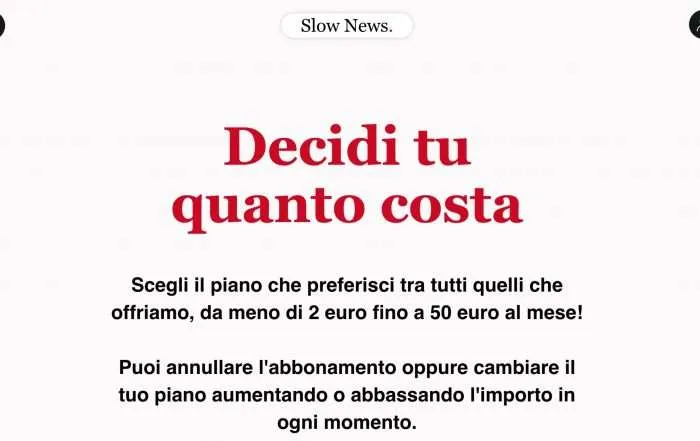 Slow News.
Decidi tu
quanto costa
Scegli il piano che preferisci tra tutti quelli che
offriamo, da meno di 2 euro fino a 50 euro al mese!
Puoi annullare l'abbonamento oppure cambiare il
tuo piano aumentando o abbassando l'importo in
ogni momento.